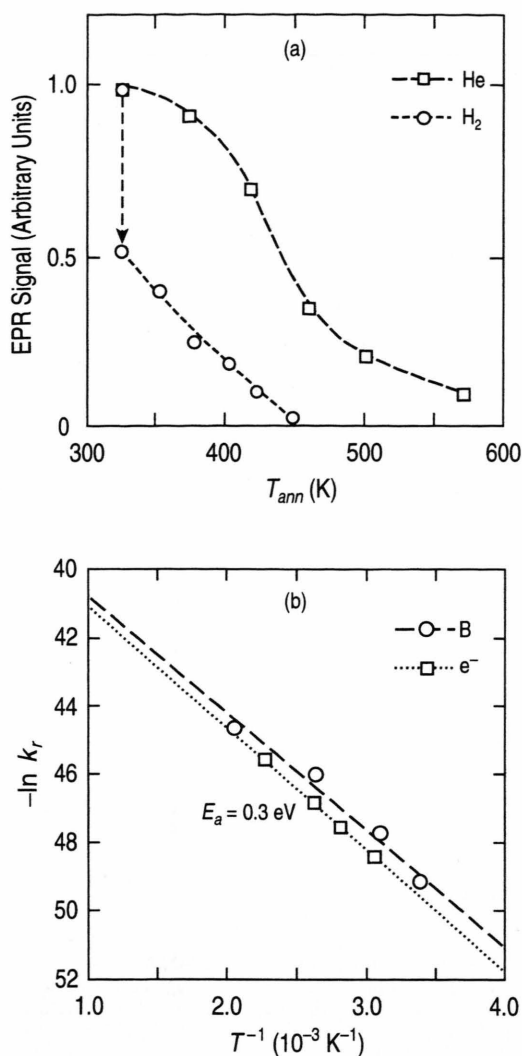 (a)
He
H₂
EPR Signal (Arbitrary Units)
1.0
0.5
0
300
400
500
600
T_ann (K)
(b)
B
e⁻
E_a = 0.3 eV
–ln k_r
40
42
44
46
48
50
52
1.0
2.0
3.0
4.0
T⁻¹ (10⁻³ K⁻¹)